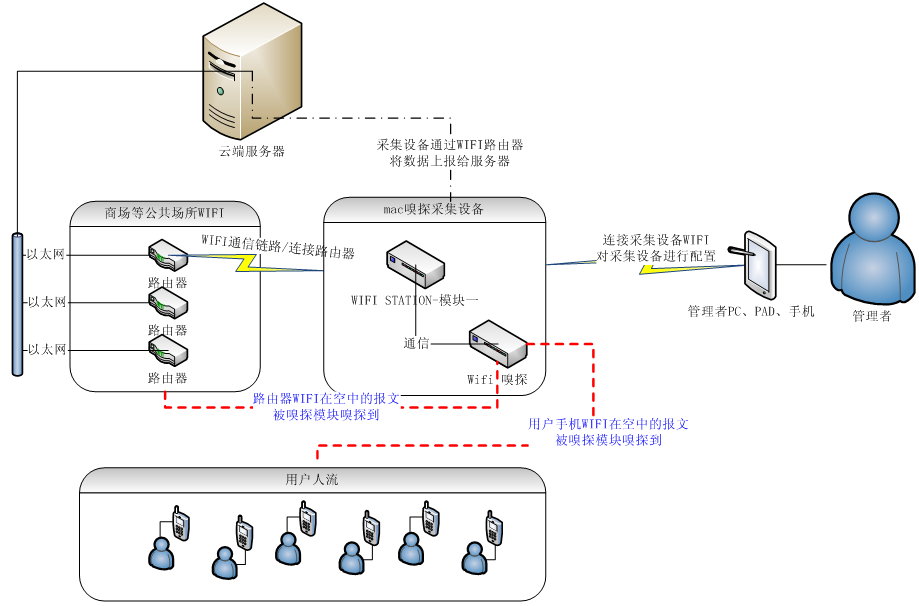 云端服务器
采集设备通过WIFI路由器
将数据上报给服务器
商场等公共场所WIFI
mac嗅探采集设备
以太网
路由器
以太网
路由器
以太网
路由器
WIFI通信链路/连接路由器
WIFI STATION-模块一
通信
Wifi 嗅探
连接采集设备WIFI
对采集设备进行配置
管理者PC、PAD、手机
管理者
路由器WIFI在空中的报文
被嗅探模块嗅探到
用户手机WIFI在空中的报文
被嗅探模块嗅探到
用户人流